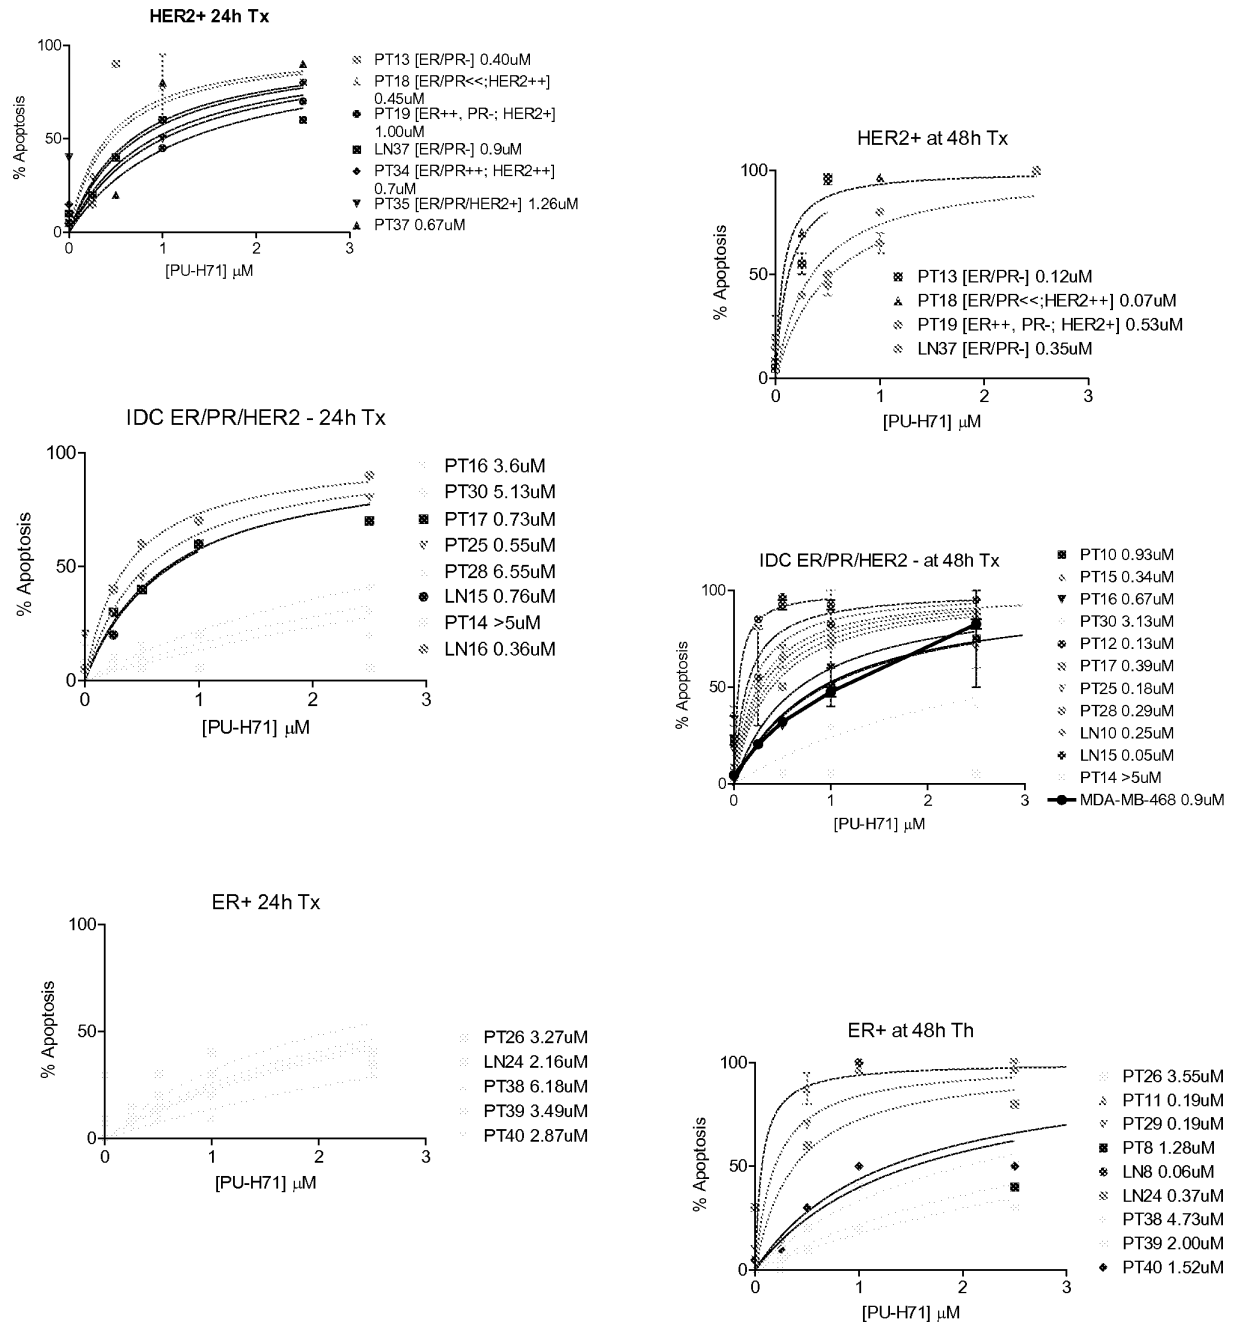 HER2+ 24h Tx
100
50
0
% Apoptosis
0 1 2 3
[PU-H71] µM
PT13 [ER/PR-] 0.40uM
PT18 [ER/PR<<;HER2++]
0.45uM
PT19 [ER++, PR-; HER2+]
1.00uM
LN37 [ER/PR-] 0.9uM
PT34 [ER/PR++; HER2++]
0.7uM
PT35 [ER/PR/HER2+] 1.26uM
PT37 0.67uM
HER2+ at 48h Tx
100
50
0
% Apoptosis
0 1 2 3
[PU-H71] µM
PT13 [ER/PR-] 0.12uM
PT18 [ER/PR<<;HER2++] 0.07uM
PT19 [ER++, PR-; HER2+] 0.53uM
LN37 [ER/PR-] 0.35uM
IDC ER/PR/HER2 - 24h Tx
100
50
0
% Apoptosis
0 1 2 3
[PU-H71] µM
PT16 3.6uM
PT30 5.13uM
PT17 0.73uM
PT25 0.55uM
PT28 6.55uM
LN15 0.76uM
PT14 >5uM
LN16 0.36uM
IDC ER/PR/HER2 - at 48h Tx
100
50
0
% Apoptosis
0 1 2 3
[PU-H71] µM
PT10 0.93uM
PT15 0.34uM
PT16 0.67uM
PT30 3.13uM
PT12 0.13uM
PT17 0.39uM
PT25 0.18uM
PT28 0.29uM
LN10 0.25uM
LN15 0.05uM
PT14 >5uM
MDA-MB-468 0.9uM
ER+ 24h Tx
100
50
0
% Apoptosis
0 1 2 3
[PU-H71] µM
PT26 3.27uM
LN24 2.16uM
PT38 6.18uM
PT39 3.49uM
PT40 2.87uM
ER+ at 48h Th
100
50
0
% Apoptosis
0 1 2 3
[PU-H71] µM
PT26 3.55uM
PT11 0.19uM
PT29 0.19uM
PT8 1.28uM
LN8 0.06uM
LN24 0.37uM
PT38 4.73uM
PT39 2.00uM
PT40 1.52uM